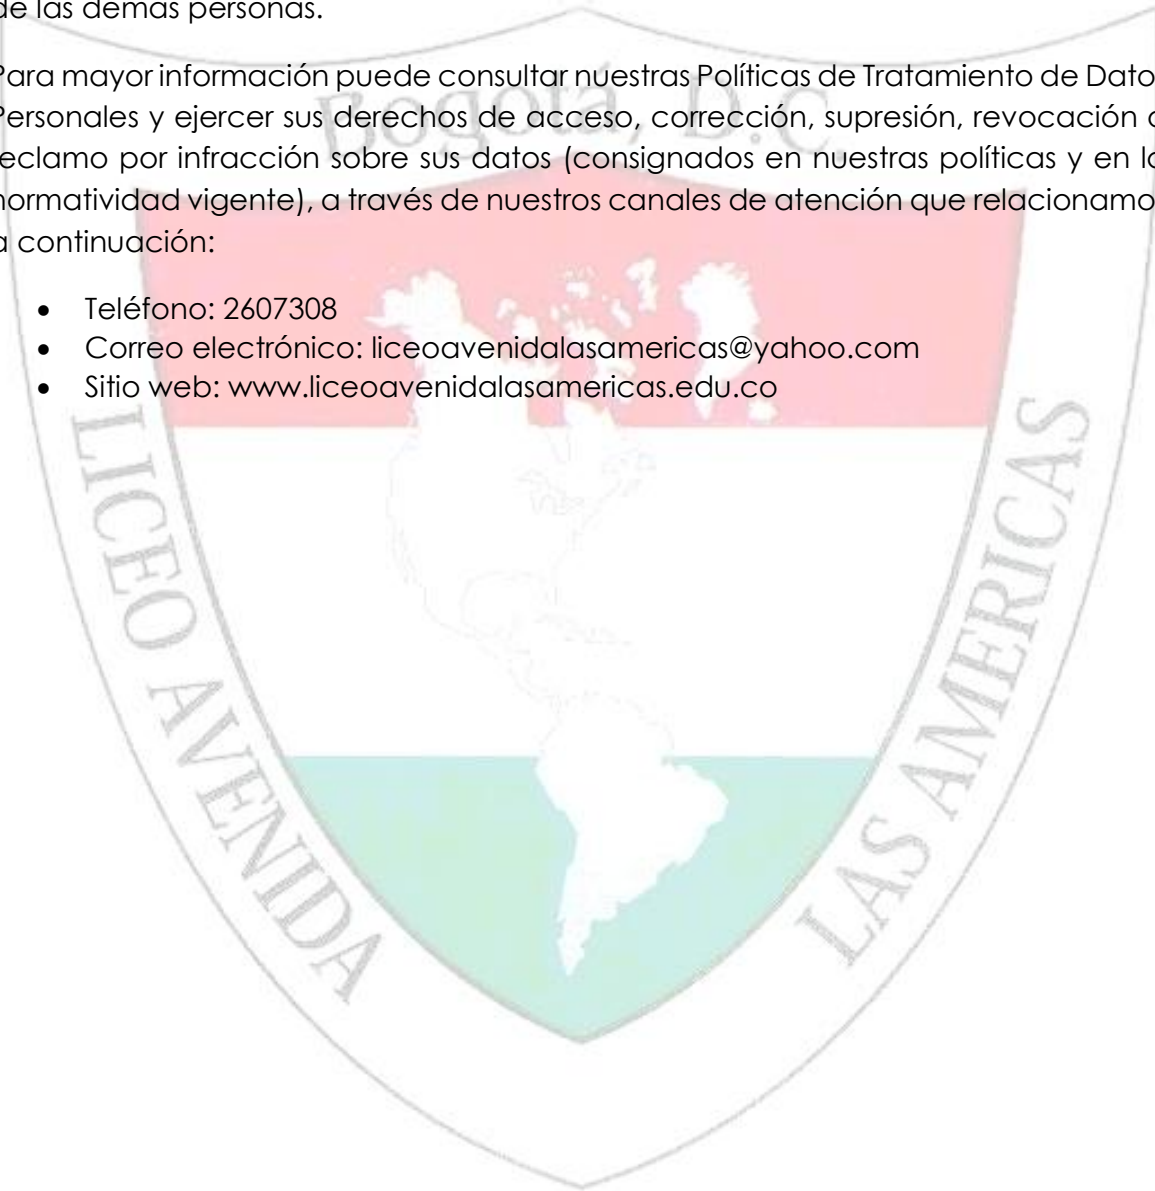 de las demás personas.
Para mayor información puede consultar nuestras Políticas de Tratamiento de Dato
Personales y ejercer sus derechos de acceso, corrección, supresión, revocación o
reclamo por infracción sobre sus datos (consignados en nuestras políticas y en la
normatividad vigente), a través de nuestros canales de atención que relacionamo
a continuación:
• Teléfono: 2607308
• Correo electrónico: liceoavenidalasamericas@yahoo.com
• Sitio web: www.liceoavenidalasamericas.edu.co
Bogotá, D.C.
LICEO AVENIDA
LAS AMERICAS